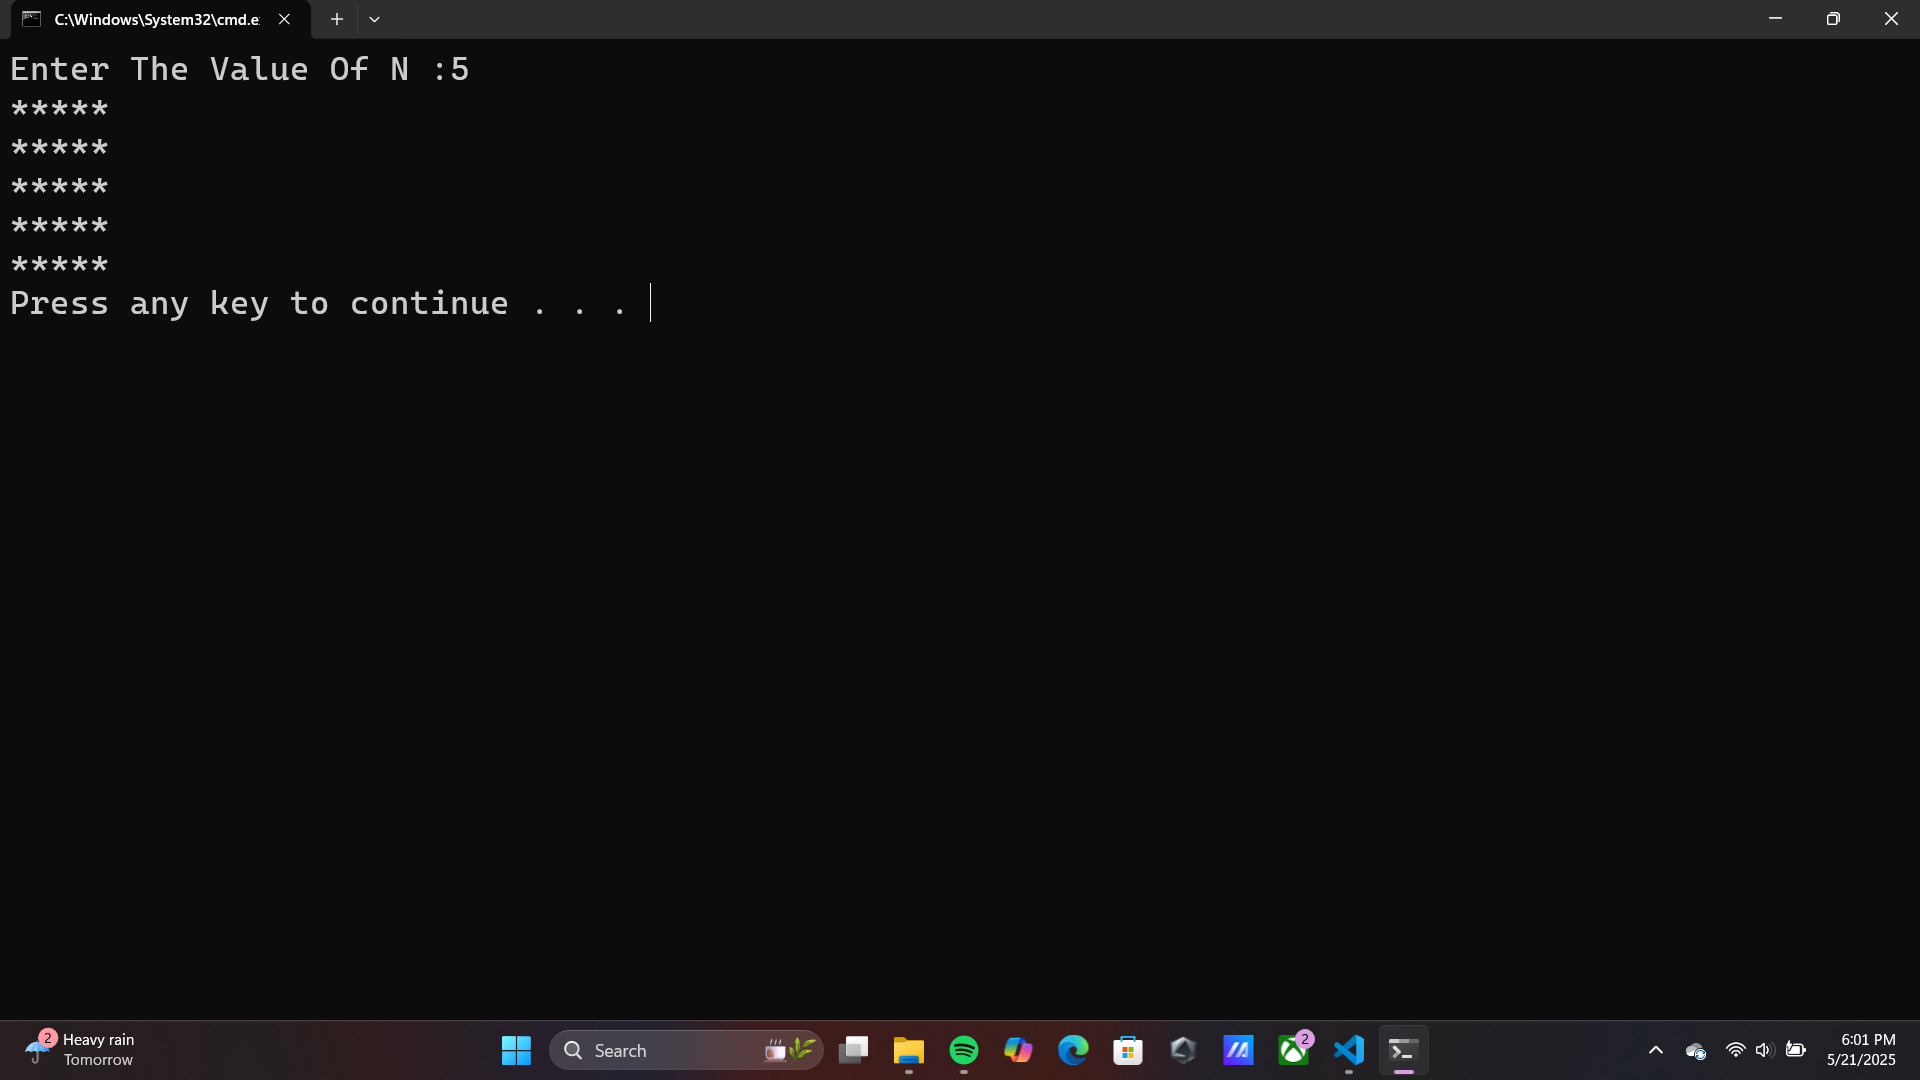 C:\Windows\System32\cmd.e
Enter The Value Of N :5
*****
*****
*****
*****
*****
Press any key to continue . . .
2
Heavy rain
Tomorrow
Search
2
6:01 PM
5/21/2025